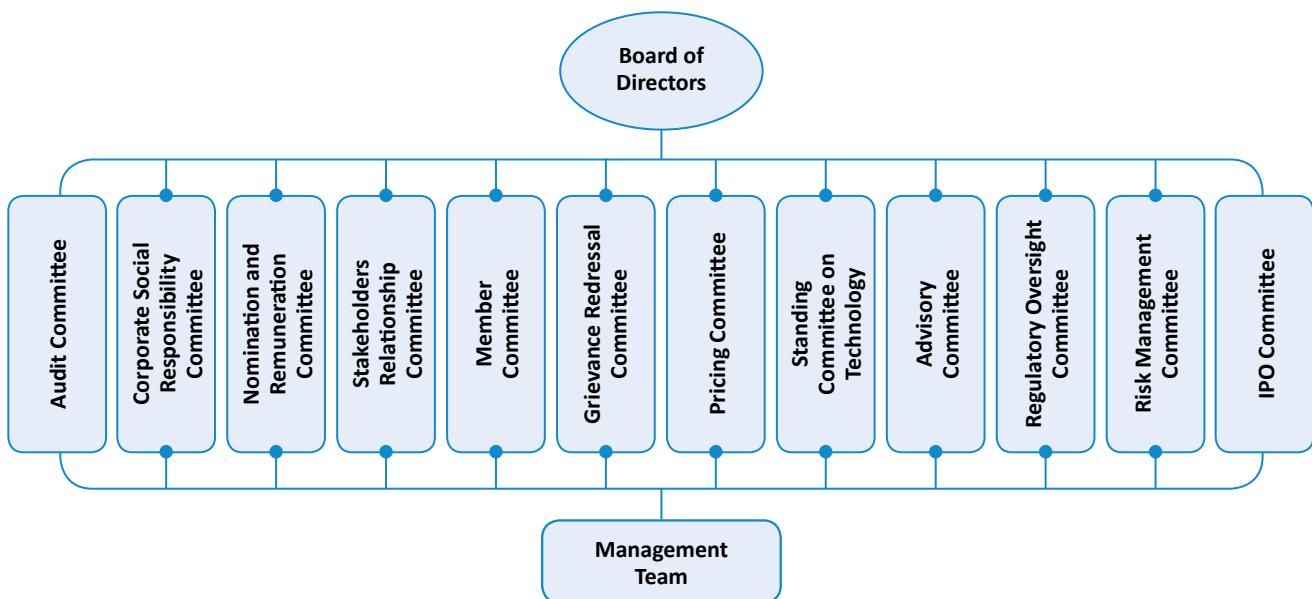 Board of
Directors
Audit Committee
Corporate Social
Responsibility
Committee
Nomination and
Remuneration
Committee
Stakeholders
Relationship
Committee
Member
Committee
Grievance Redressal
Committee
Pricing Committee
Standing
Committee on
Technology
Advisory
Committee
Regulatory Oversight
Committee
Risk Management
Committee
IPO Committee
Management
Team